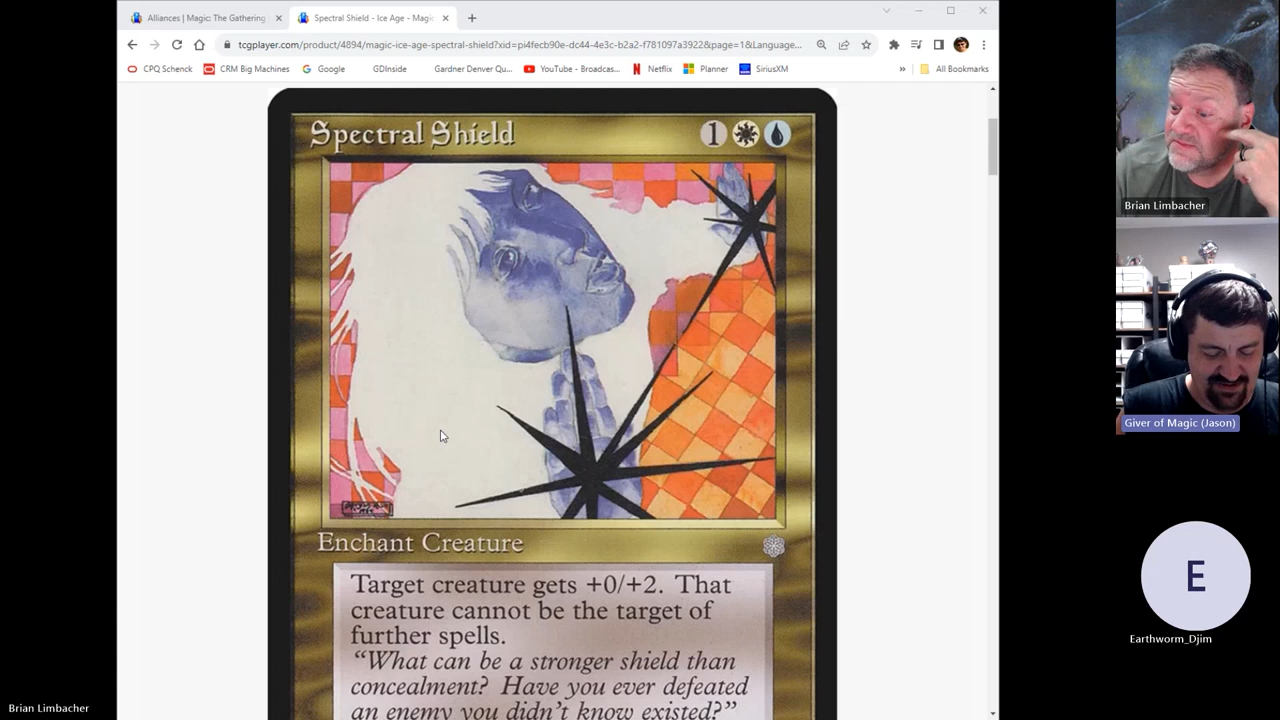 Alliances | Magic: The Gathering
Spectral Shield - Ice Age - Magic
tcgplayer.com/product/4894/magic-ice-age-spectral-shield?xid=pi4fecb90e-dc44-4e3c-b2a2-f781097a3922&page=1&Language...
CPQ Schenck
CRM Big Machines
Google
GDInside
Gardner Denver Qu...
YouTube - Broadcas...
Netflix
Planner
SiriusXM
»
All Bookmarks
Spectral Shield
1
Enchant Creature
Target creature gets +0/+2. That
creature cannot be the target of
further spells.
“What can be a stronger shield than
concealment? Have you ever defeated
an enemy you didn’t know existed?”
Brian Limbacher
Giver of Magic (Jason)
E
Earthworm_Djim
Brian Limbacher